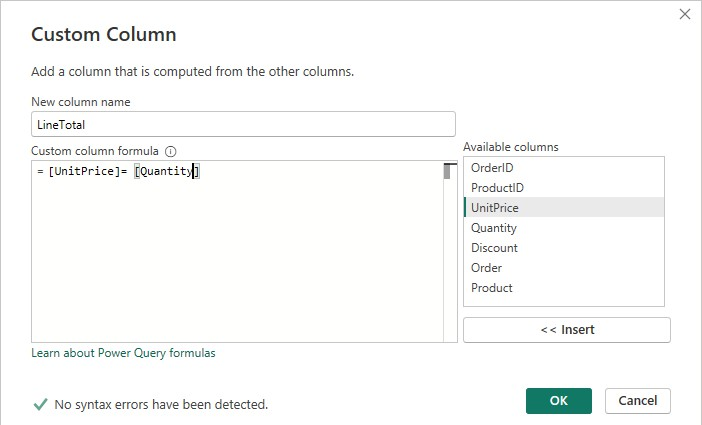 Custom Column
Add a column that is computed from the other columns.
New column name
LineTotal
Custom column formula
= [UnitPrice]= [Quantity]
Available columns
OrderID
ProductID
UnitPrice
Quantity
Discount
Order
Product
<< Insert
Learn about Power Query formulas
No syntax errors have been detected.
OK
Cancel